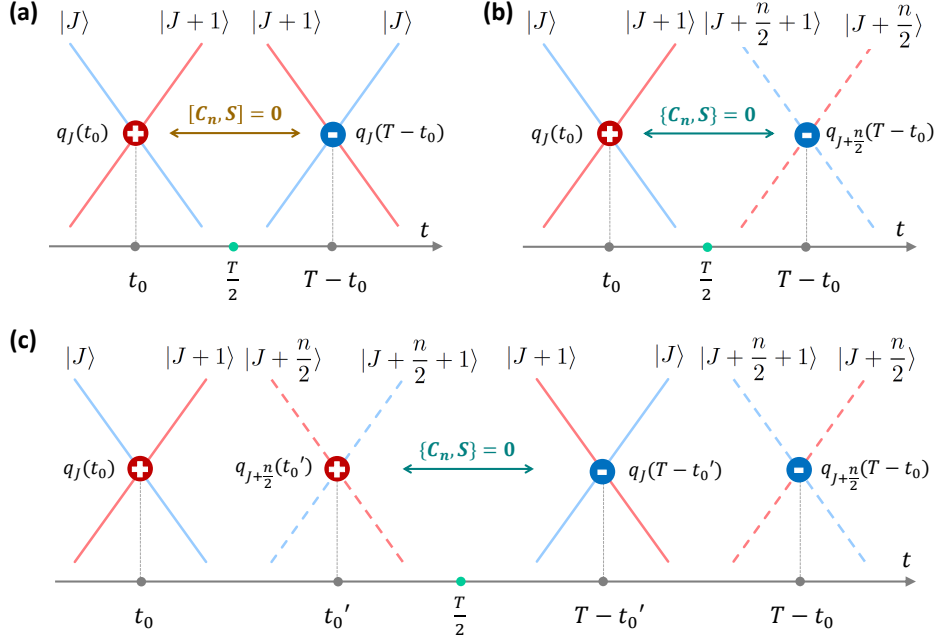 (a)
|J⟩ |J + 1⟩ |J + 1⟩ |J⟩
q_J(t_0) + [C_n, S] = 0 - q_J(T − t_0)
t
t_0 T/2 T − t_0
(b)
|J⟩ |J + 1⟩ |J + n/2 + 1⟩ |J + n/2⟩
q_J(t_0) + {C_n, S} = 0 - q_{J+n/2}(T − t_0)
t
t_0 T/2 T − t_0
(c)
|J⟩ |J + 1⟩ |J + n/2⟩ |J + n/2 + 1⟩ |J + 1⟩ |J⟩ |J + n/2 + 1⟩ |J + n/2⟩
q_J(t_0) + q_{J+n/2}(t_0′) + {C_n, S} = 0 - q_J(T − t_0′) - q_{J+n/2}(T − t_0)
t
t_0 t_0′ T/2 T − t_0′ T − t_0